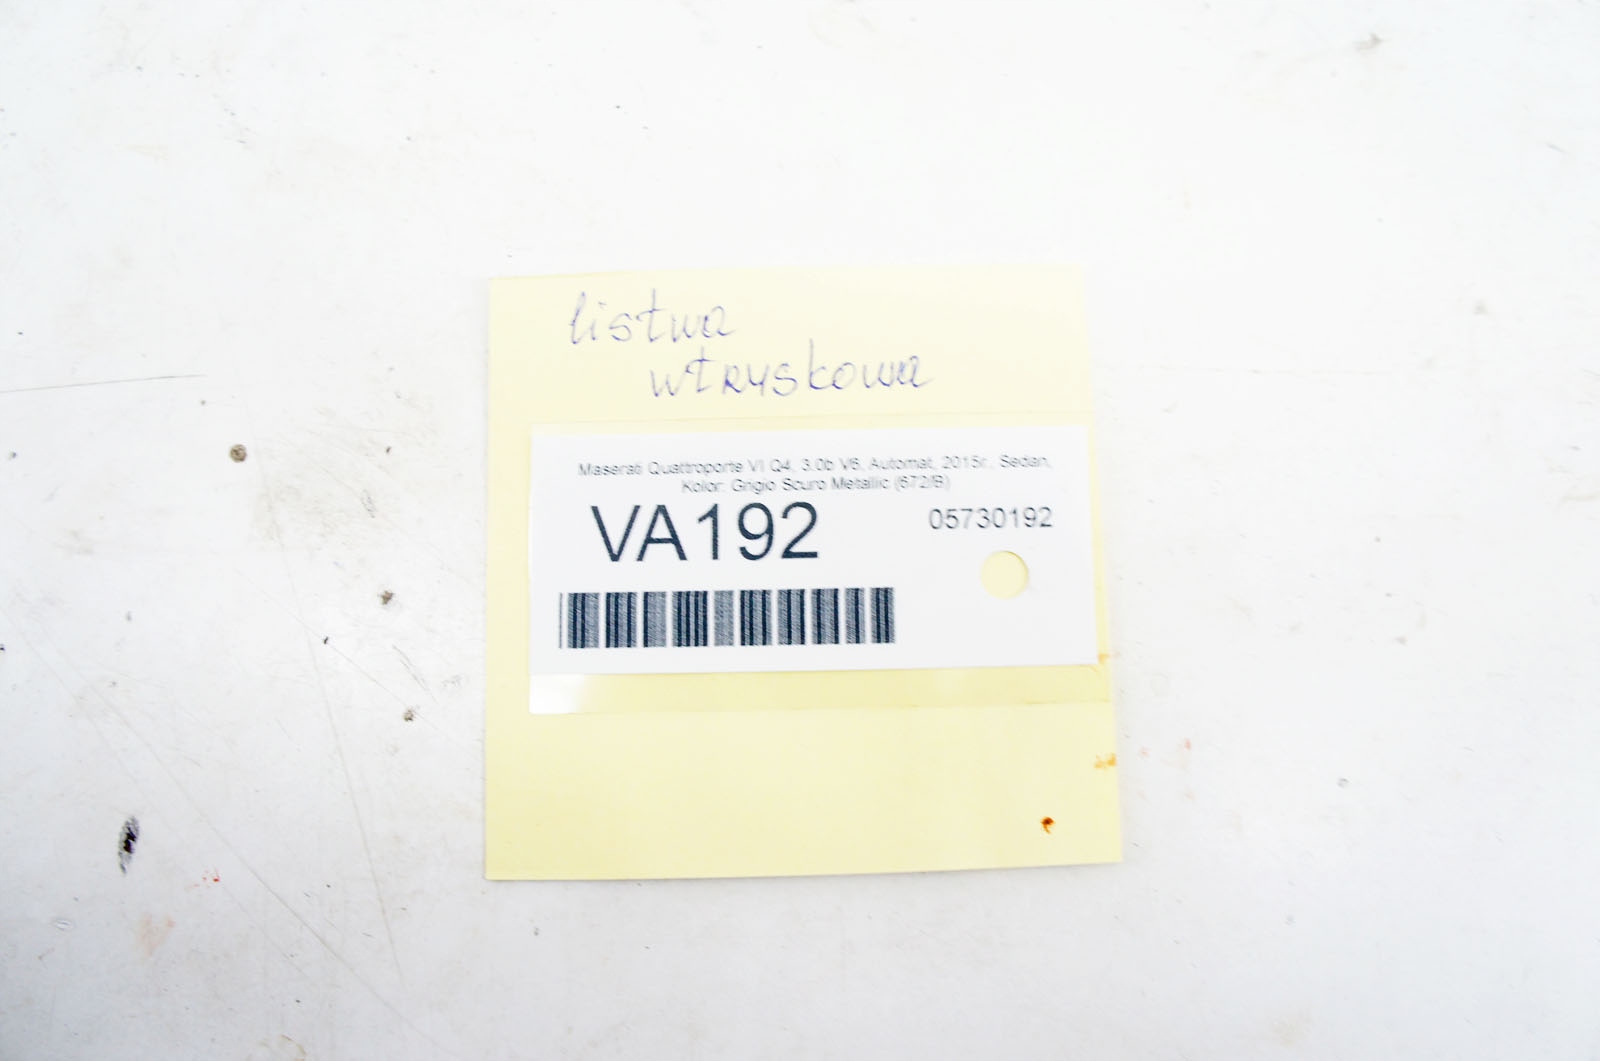 listwa
wtryskowa
Maserati Quattroporte VI Q4, 3.0b V6, Automat, 2015r., Sedan,
Kolor: Grigio Scuro Metallic (672/B)
VA192
05730192